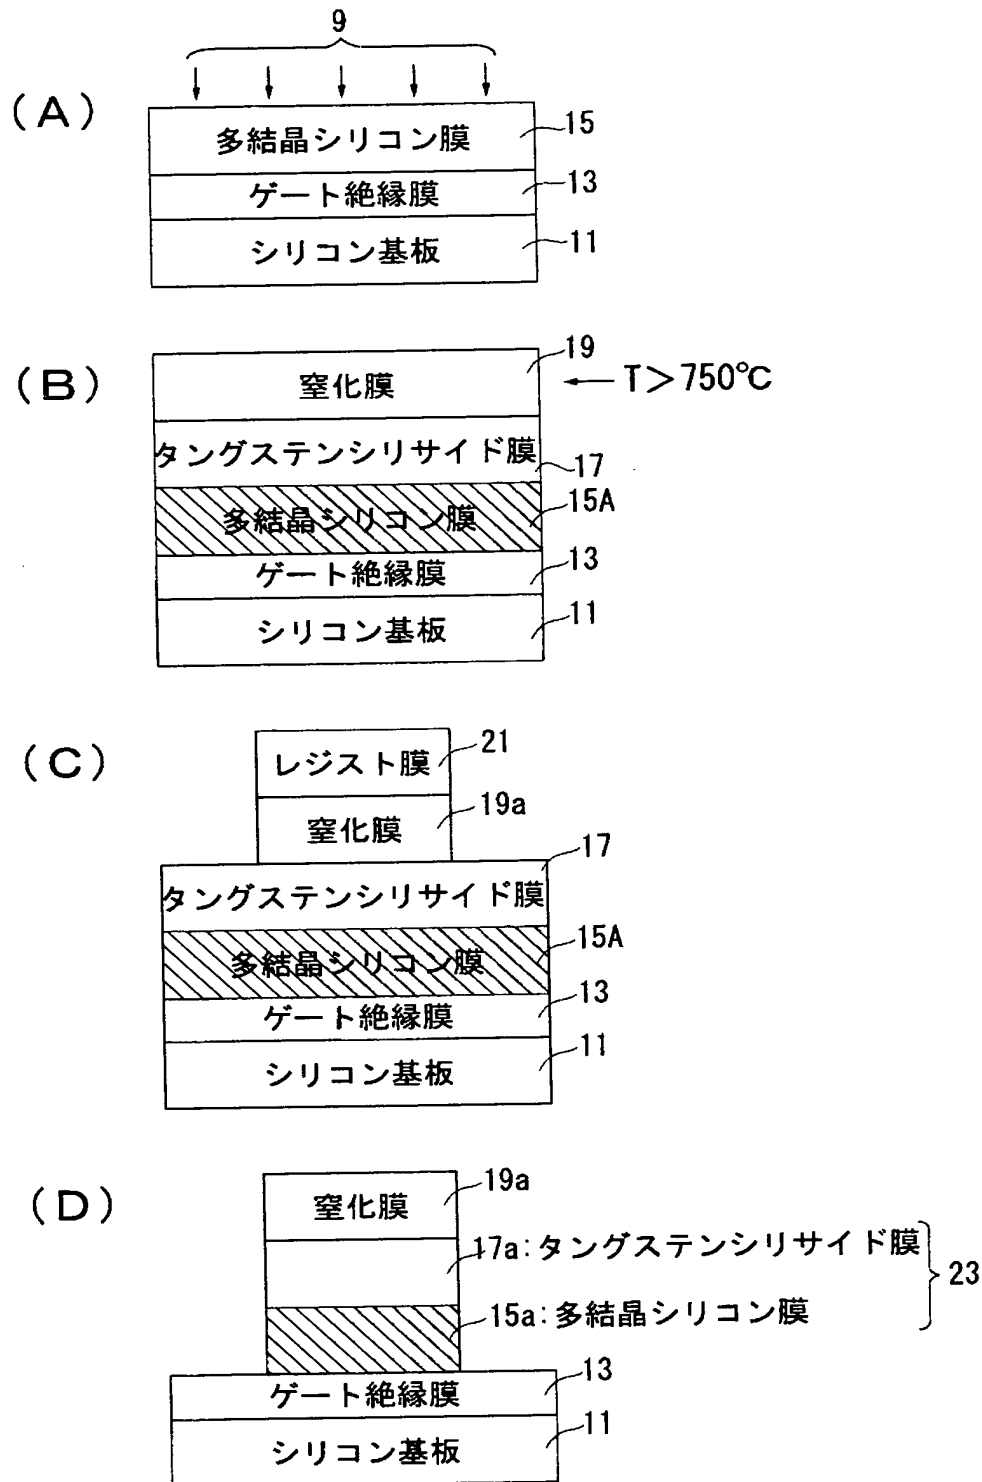 9
(A)
多結晶シリコン膜 15
ゲート絶縁膜 13
シリコン基板 11
(B)
窒化膜 19
T>750℃
タングステンシリサイド膜 17
多結晶シリコン膜 15A
ゲート絶縁膜 13
シリコン基板 11
(C)
レジスト膜 21
窒化膜 19a
タングステンシリサイド膜 17
多結晶シリコン膜 15A
ゲート絶縁膜 13
シリコン基板 11
(D)
窒化膜 19a
17a:タングステンシリサイド膜
23
15a:多結晶シリコン膜
ゲート絶縁膜 13
シリコン基板 11